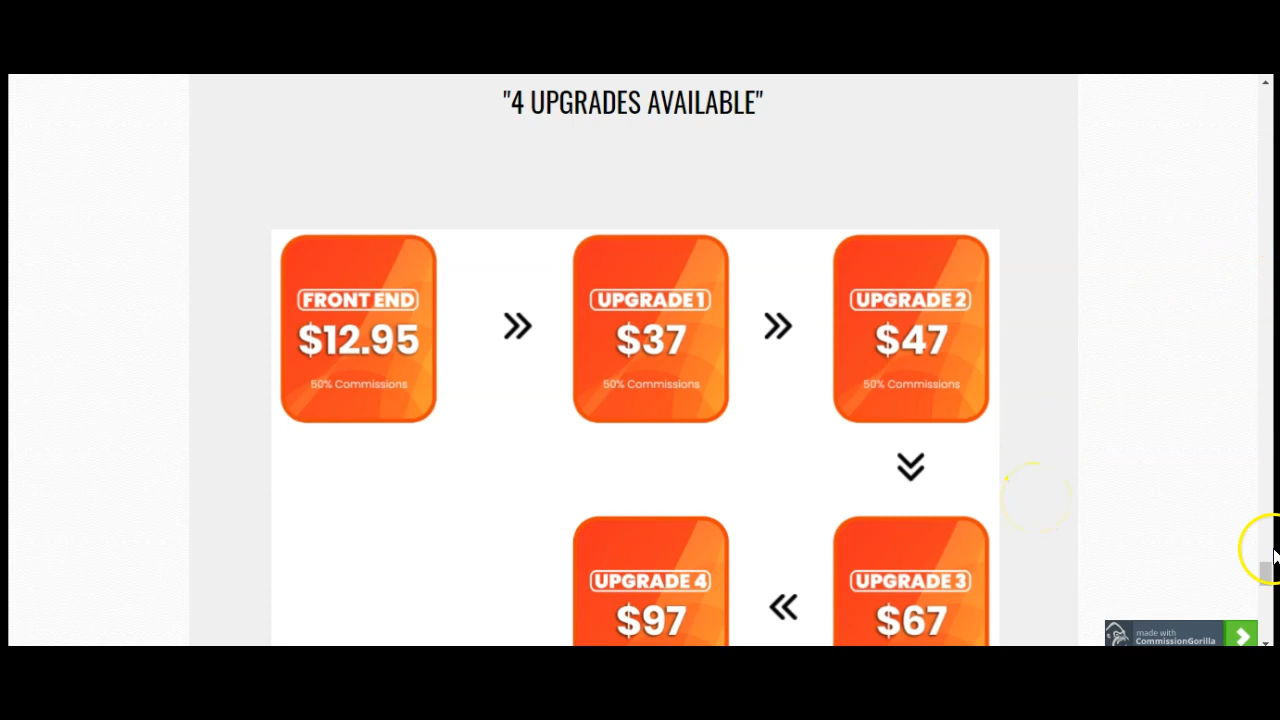 "4 UPGRADES AVAILABLE"
FRONT END
$12.95
50% Commissions
UPGRADE 1
$37
50% Commissions
UPGRADE 2
$47
50% Commissions
UPGRADE 4
$97
UPGRADE 3
$67
made with
CommissionGorilla